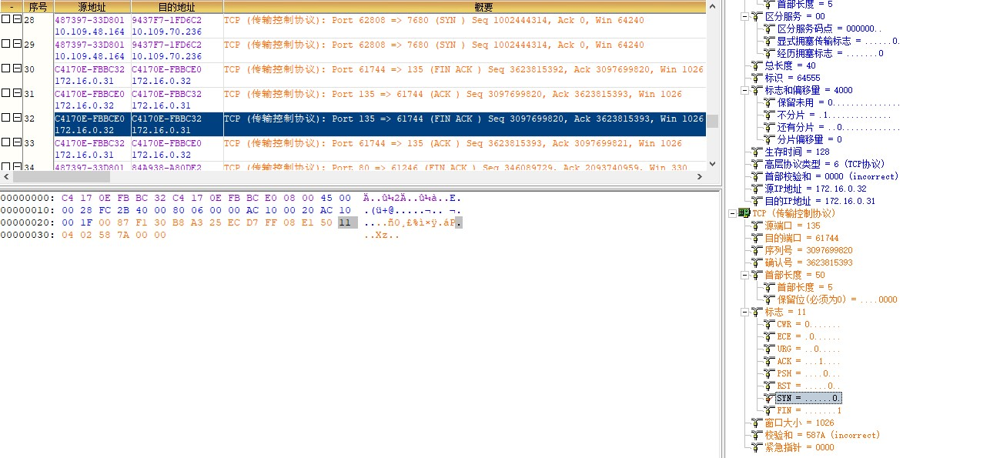 - 序号 源地址 目的地址 概要
28 487397-33D801 9437F7-1FD6C2 TCP (传输控制协议): Port 62808 => 7680 (SYN ) Seq 1002444314, Ack 0, Win 64240
10.109.48.164 10.109.70.236
29 487397-33D801 9437F7-1FD6C2 TCP (传输控制协议): Port 62808 => 7680 (SYN ) Seq 1002444314, Ack 0, Win 64240
10.109.48.164 10.109.70.236
30 C4170E-FBBC32 C4170E-FBBCE0 TCP (传输控制协议): Port 61744 => 135 (FIN ACK ) Seq 3623815392, Ack 3097699820, Win 1026
172.16.0.31 172.16.0.32
31 C4170E-FBBCE0 C4170E-FBBC32 TCP (传输控制协议): Port 135 => 61744 (ACK ) Seq 3097699820, Ack 3623815393, Win 1026
172.16.0.32 172.16.0.31
32 C4170E-FBBCE0 C4170E-FBBC32 TCP (传输控制协议): Port 135 => 61744 (FIN ACK ) Seq 3097699820, Ack 3623815393, Win 1026
172.16.0.32 172.16.0.31
33 C4170E-FBBC32 C4170E-FBBCE0 TCP (传输控制协议): Port 61744 => 135 (ACK ) Seq 3623815393, Ack 3097699821, Win 1026
172.16.0.31 172.16.0.32
34 487397-33D801 84A938-A80DE2 TCP (传输控制协议): Port 80 => 61246 (FIN ACK ) Seq 346089729, Ack 2093740959, Win 330
00000000: C4 17 0E FB BC 32 C4 17 0E FB BC E0 08 00 45 00 Ä..û¼2Ä..û¼à..E.
00000010: 00 28 FC 2B 40 00 80 06 00 00 AC 10 00 20 AC 10 .(ü+@.....¬.. ¬.
00000020: 00 1F 00 87 F1 30 B8 A3 25 EC D7 FF 08 E1 50 11 ....ñ0¸£%ì×ÿ.áP.
00000030: 04 02 58 7A 00 00 ..Xz..
首部长度 = 5
区分服务 = 00
区分服务码点 = 000000..
显式拥塞传输标志 = ......0.
经历拥塞标志 = .......0
总长度 = 40
标识 = 64555
标志和偏移量 = 4000
保留未用 = 0...............
不分片 = .1..............
还有分片 = ..0.............
分片偏移量 = 0
生存时间 = 128
高层协议类型 = 6 (TCP协议)
首部校验和 = 0000 (incorrect)
源IP地址 = 172.16.0.32
目的IP地址 = 172.16.0.31
TCP (传输控制协议)
源端口 = 135
目的端口 = 61744
序列号 = 3097699820
确认号 = 3623815393
首部长度 = 50
首部长度 = 5
保留位(必须为0) = ....0000
标志 = 11
CWR = 0.......
ECE = .0......
URG = ..0.....
ACK = ...1....
PSH = ....0...
RST = .....0..
SYN = ......0.
FIN = .......1
窗口大小 = 1026
校验和 = 587A (incorrect)
紧急指针 = 0000